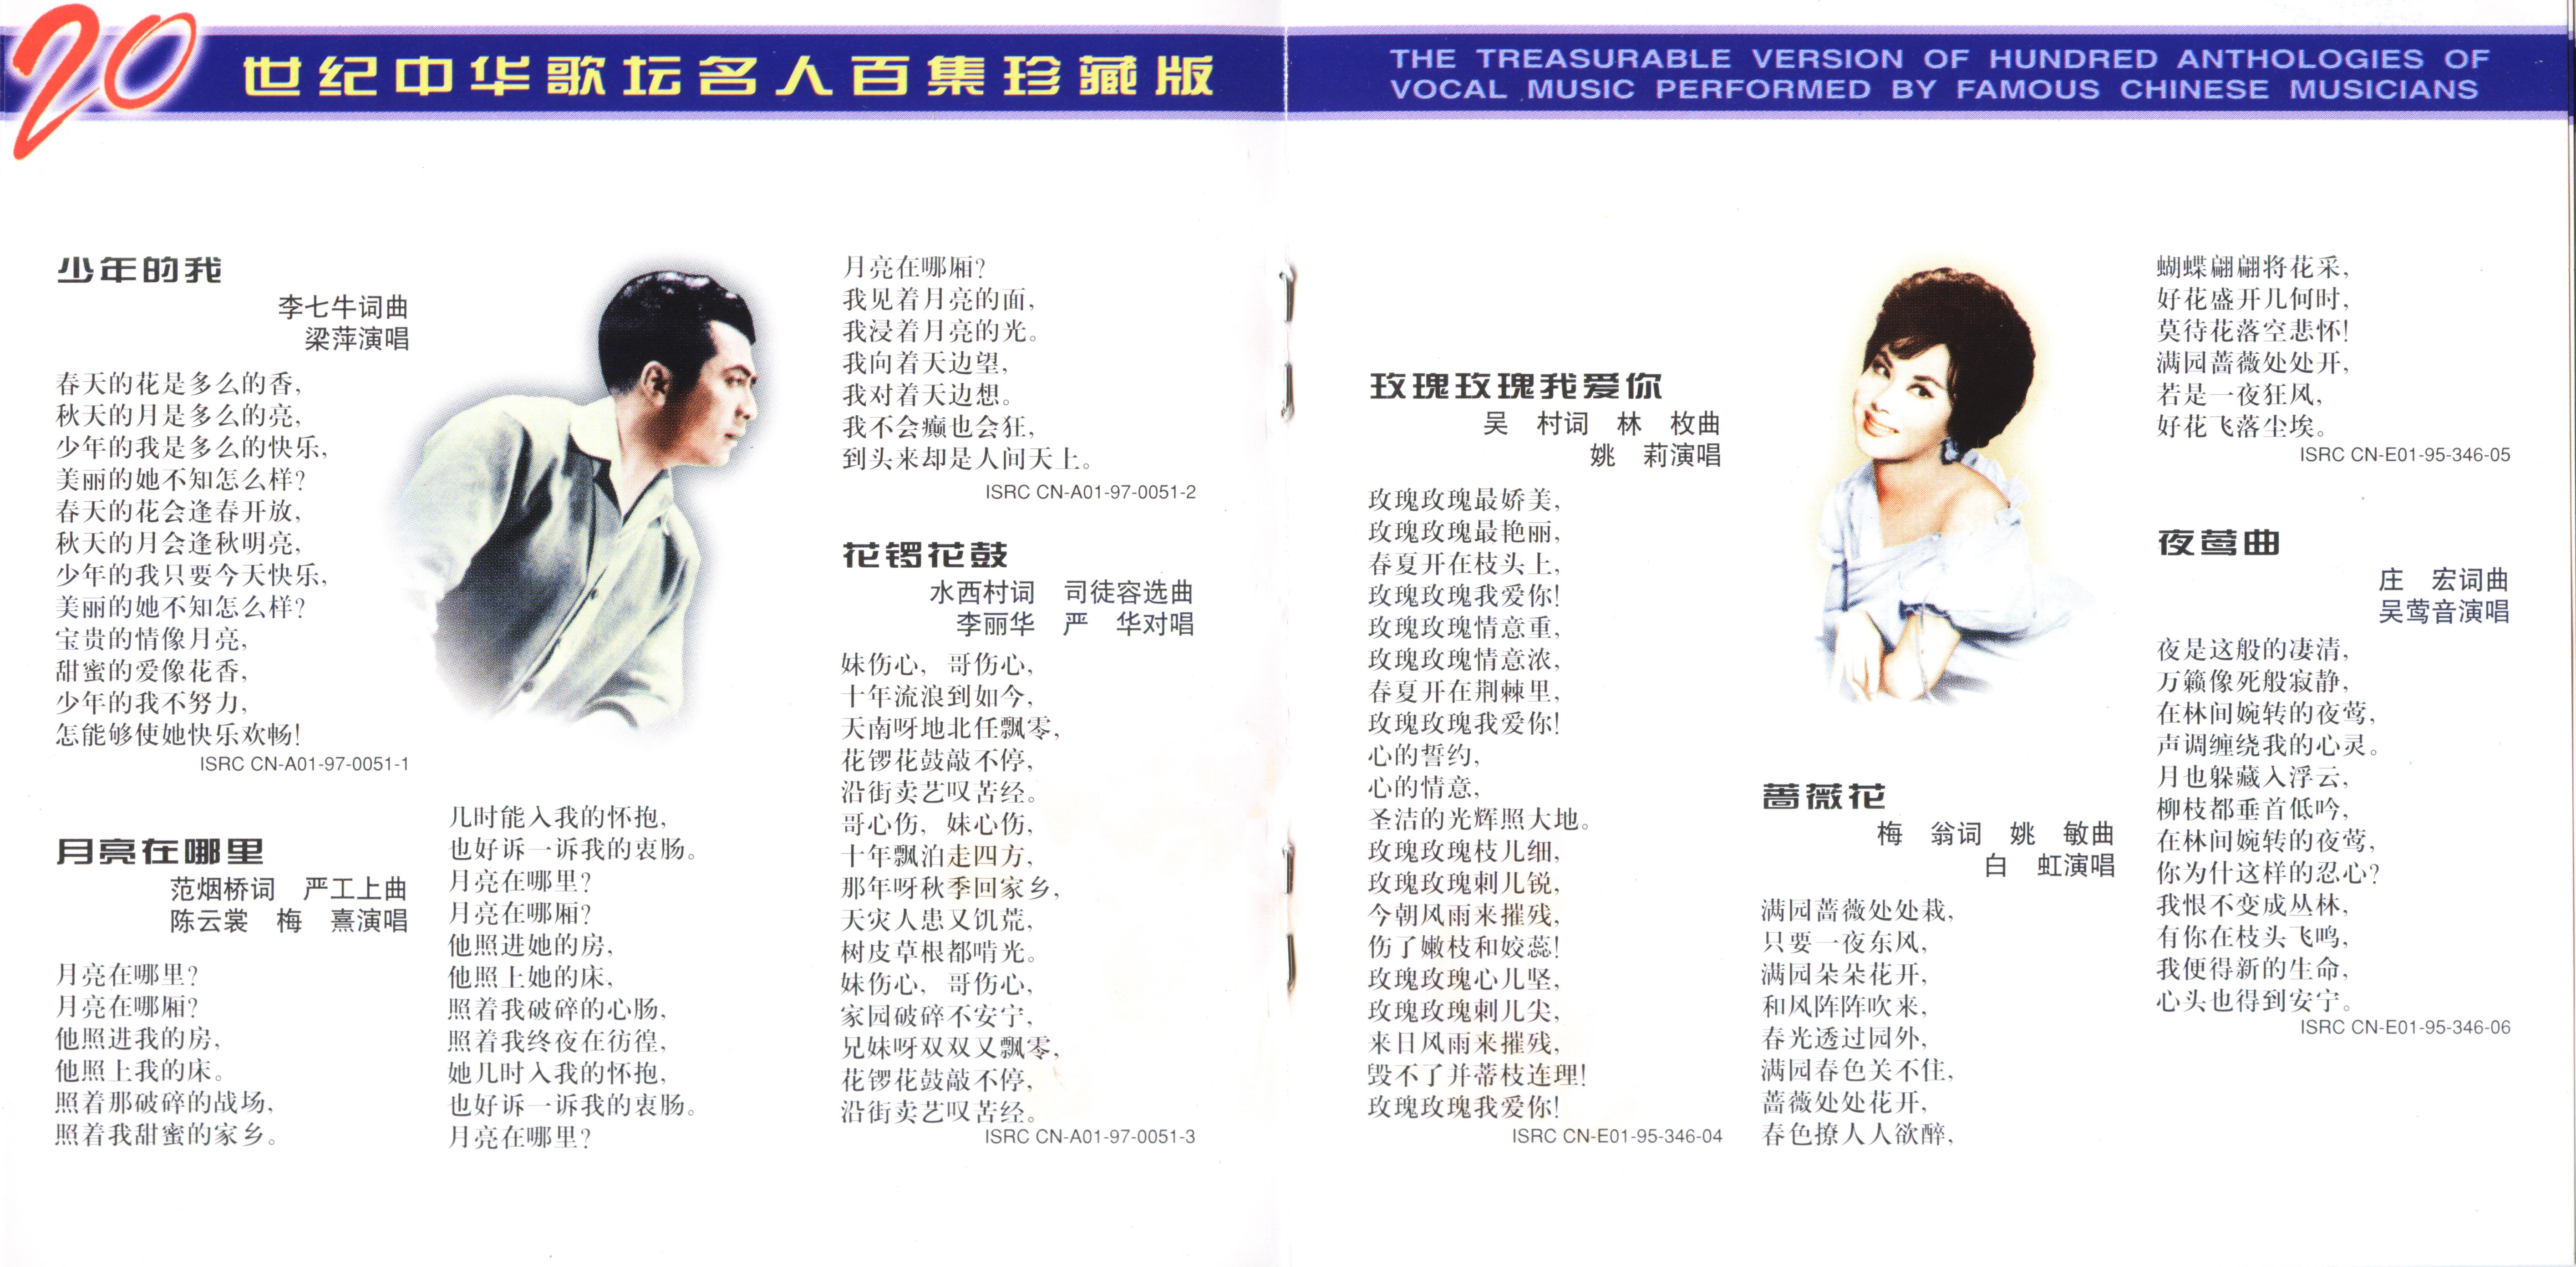 20世纪中华歌坛名人百集珍藏版
THE TREASURABLE VERSION OF HUNDRED ANTHOLOGIES OF
VOCAL MUSIC PERFORMED BY FAMOUS CHINESE MUSICIANS
少年的我
李七牛词曲
梁萍演唱
春天的花是多么的香，
秋天的月是多么的亮，
少年的我是多么的快乐，
美丽的她不知怎么样？
春天的花会逢春开放，
秋天的月会逢秋明亮，
少年的我只要今天快乐，
美丽的她不知怎么样？
宝贵的情像月亮，
甜蜜的爱像花香，
少年的我不努力，
怎能够使她快乐欢畅！
ISRC CN-A01-97-0051-1
月亮在哪里
范烟桥词 严工上曲
陈云裳 梅 熹演唱
月亮在哪里？
月亮在哪厢？
他照进我的房，
他照上我的床。
照着那破碎的战场，
照着我甜蜜的家乡。
几时能入我的怀抱，
也好诉一诉我的衷肠。
月亮在哪里？
月亮在哪厢？
他照进她的房，
他照上她的床，
照着我破碎的心肠，
照着我终夜在彷徨，
她几时入我的怀抱，
也好诉一诉我的衷肠。
月亮在哪里？
月亮在哪厢？
我见着月亮的面，
我浸着月亮的光。
我向着天边望，
我对着天边想。
我不会癫也会狂，
到头来却是人间天上。
ISRC CN-A01-97-0051-2
花锣花鼓
水西村词 司徒容选曲
李丽华 严 华对唱
妹伤心，哥伤心，
十年流浪到如今，
天南呀地北任飘零，
花锣花鼓敲不停，
沿街卖艺叹苦经。
哥心伤，妹心伤，
十年飘泊走四方，
那年呀秋季回家乡，
天灾人患又饥荒，
树皮草根都啃光。
妹伤心，哥伤心，
家园破碎不安宁，
兄妹呀双双又飘零，
花锣花鼓敲不停，
沿街卖艺叹苦经。
ISRC CN-A01-97-0051-3
玫瑰玫瑰我爱你
吴 村词 林 枚曲
姚 莉演唱
玫瑰玫瑰最娇美，
玫瑰玫瑰最艳丽，
春夏开在枝头上，
玫瑰玫瑰我爱你！
玫瑰玫瑰情意重，
玫瑰玫瑰情意浓，
春夏开在荆棘里，
玫瑰玫瑰我爱你！
心的誓约，
心的情意，
圣洁的光辉照大地。
玫瑰玫瑰枝儿细，
玫瑰玫瑰刺儿锐，
今朝风雨来摧残，
伤了嫩枝和姣蕊！
玫瑰玫瑰心儿坚，
玫瑰玫瑰刺儿尖，
来日风雨来摧残，
毁不了并蒂枝连理！
玫瑰玫瑰我爱你！
ISRC CN-E01-95-346-04
蔷薇花
梅 翁词 姚 敏曲
白 虹演唱
满园蔷薇处处栽，
只要一夜东风，
满园朵朵花开，
和风阵阵吹来，
春光透过园外，
满园春色关不住，
蔷薇处处花开，
春色撩人人欲醉，
蝴蝶翩翩将花采，
好花盛开几何时，
莫待花落空悲怀！
满园蔷薇处处开，
若是一夜狂风，
好花飞落尘埃。
ISRC CN-E01-95-346-05
夜莺曲
庄 宏词曲
吴莺音演唱
夜是这般的凄清，
万籁像死般寂静，
在林间婉转的夜莺，
声调缠绕我的心灵。
月也躲藏入浮云，
柳枝都垂首低吟，
在林间婉转的夜莺，
你为什这样的忍心？
我恨不变成丛林，
有你在枝头飞鸣，
我便得新的生命，
心头也得到安宁。
ISRC CN-E01-95-346-06